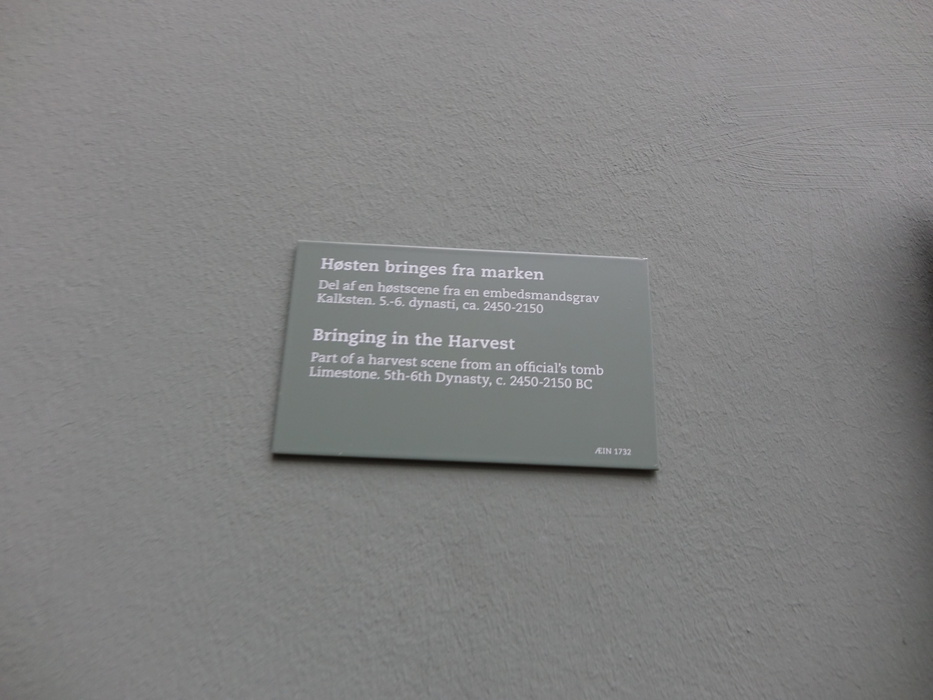 Høsten bringes fra marken
Del af en høstscene fra en embedsmandsgrav
Kalksten. 5.-6. dynasti, ca. 2450-2150
Bringing in the Harvest
Part of a harvest scene from an official's tomb
Limestone. 5th-6th Dynasty, c. 2450-2150 BC
ÆIN 1732